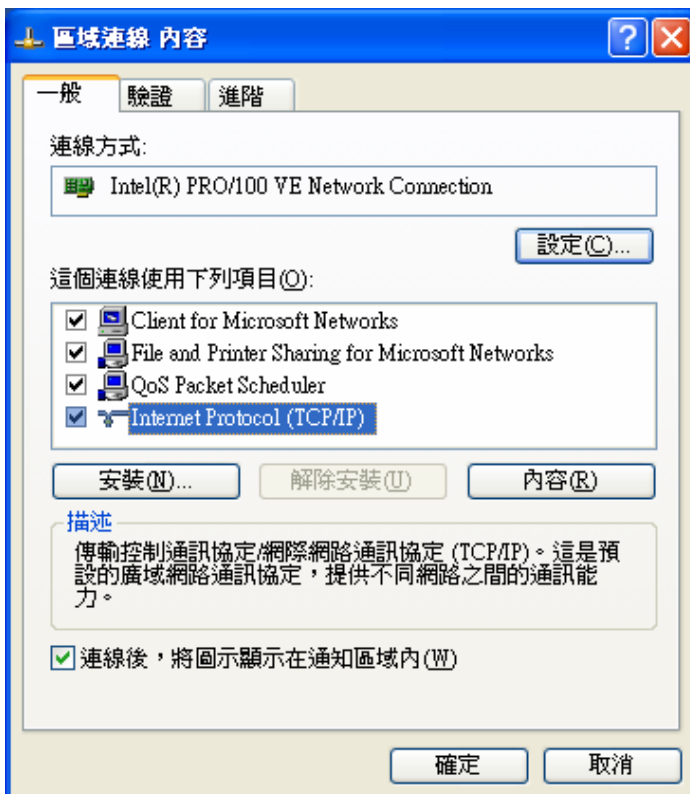 區域連線 內容
一般 驗證 進階
連線方式:
Intel(R) PRO/100 VE Network Connection
設定(C)...
這個連線使用下列項目(O):
Client for Microsoft Networks
File and Printer Sharing for Microsoft Networks
QoS Packet Scheduler
Internet Protocol (TCP/IP)
安裝(N)... 解除安裝(U) 內容(R)
描述
傳輸控制通訊協定/網際網路通訊協定 (TCP/IP)。這是預
設的廣域網路通訊協定，提供不同網路之間的通訊能
力。
連線後，將圖示顯示在通知區域內(W)
確定 取消